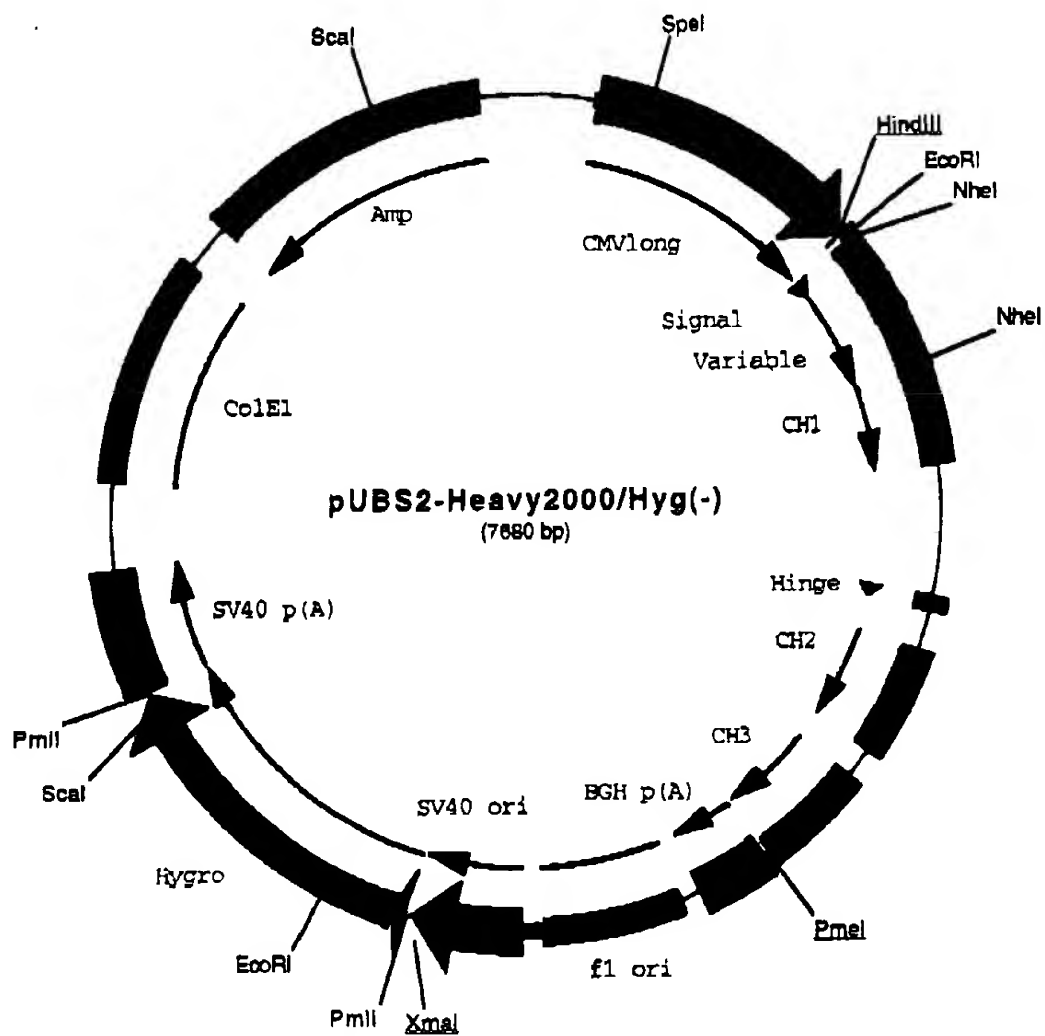 ScaI
SpeI
HindIII
EcoRI
NheI
Amp
CMVlong
Signal
NheI
Variable
ColE1
CH1
pUBS2-Heavy2000/Hyg(-)
(7680 bp)
Hinge
SV40 p(A)
CH2
PmlI
CH3
ScaI
BGH p(A)
SV40 ori
Hygro
PmeI
EcoRI
f1 ori
PmlI
XmaI